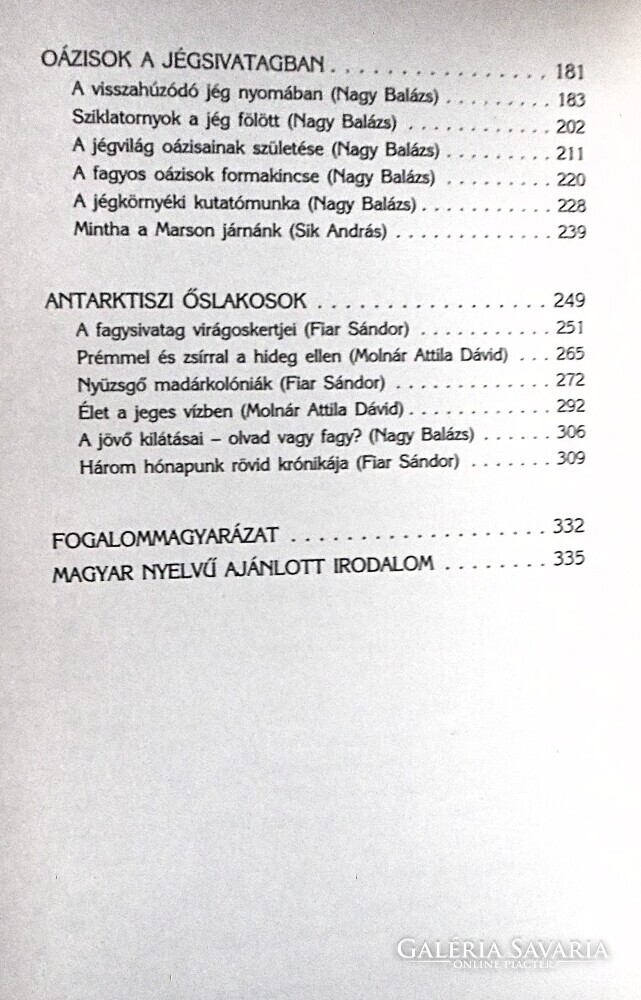 OÁZISOK A JÉGSIVATAGBAN . . . . . . . . . . . . . . . . 181
A visszahúzódó jég nyomában (Nagy Balázs) . . . . . . . . . 183
Sziklatornyok a jég fölött (Nagy Balázs) . . . . . . . . . . . . 202
A jégvilág oázisainak születése (Nagy Balázs) . . . . . . . . . 211
A fagyos oázisok formakincse (Nagy Balázs) . . . . . . . . . 220
A jégkörnyéki kutatómunka (Nagy Balázs) . . . . . . . . . . . 228
Mintha a Marson járnánk (Sik András) . . . . . . . . . . . . . 239
ANTARKTISZI ŐSLAKOSOK . . . . . . . . . . . . . . . . . 249
A fagysivatag virágoskertjei (Fiar Sándor) . . . . . . . . . . . 251
Prémmel és zsírral a hideg ellen (Molnár Attila Dávid) . . . 265
Nyüzsgő madárkolóniák (Fiar Sándor) . . . . . . . . . . . . . 272
Élet a jeges vízben (Molnár Attila Dávid) . . . . . . . . . . . . 292
A jövő kilátásai – olvad vagy fagy? (Nagy Balázs) . . . . . . 306
Három hónapunk rövid krónikája (Fiar Sándor) . . . . . . . 309
FOGALOMMAGYARÁZAT . . . . . . . . . . . . . . . . . . . 332
MAGYAR NYELVŰ AJÁNLOTT IRODALOM . . . . . . . . 335
GALÉRIA SAVARIA
ONLINE PIACTÉR